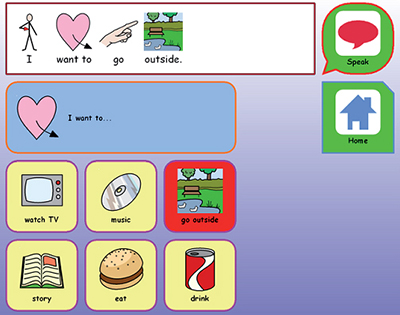 I want to go outside.
Speak
I want to...
Home
watch TV music go outside
story eat drink